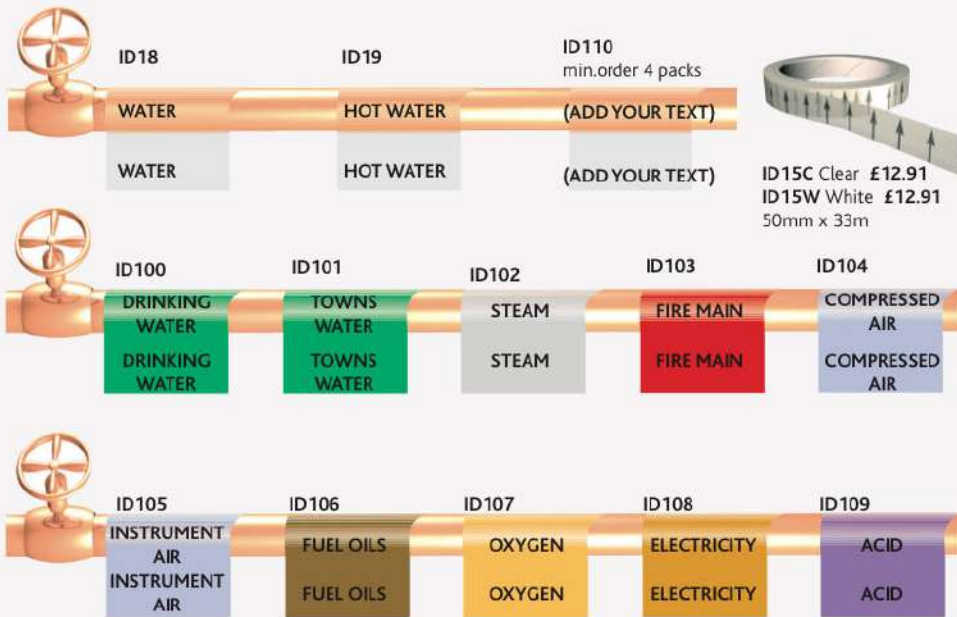 ID18
WATER
WATER
ID19
HOT WATER
HOT WATER
ID110
min.order 4 packs
(ADD YOUR TEXT)
(ADD YOUR TEXT)
ID15C Clear £12.91
ID15W White £12.91
50mm x 33m
ID100
DRINKING
WATER
DRINKING
WATER
ID101
TOWNS
WATER
TOWNS
WATER
ID102
STEAM
STEAM
ID103
FIRE MAIN
FIRE MAIN
ID104
COMPRESSED
AIR
COMPRESSED
AIR
ID105
INSTRUMENT
AIR
INSTRUMENT
AIR
ID106
FUEL OILS
FUEL OILS
ID107
OXYGEN
OXYGEN
ID108
ELECTRICITY
ELECTRICITY
ID109
ACID
ACID